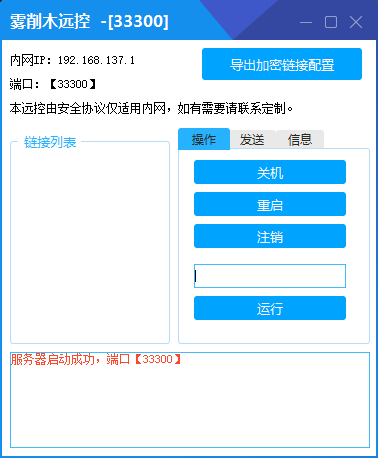 雾削木远控 -[33300]
内网IP: 192.168.137.1
导出加密链接配置
端口:【33300】
本远控由安全协议仅适用内网，如有需要请联系定制。
链接列表
操作 发送 信息
关机
重启
注销
运行
服务器启动成功，端口【33300】